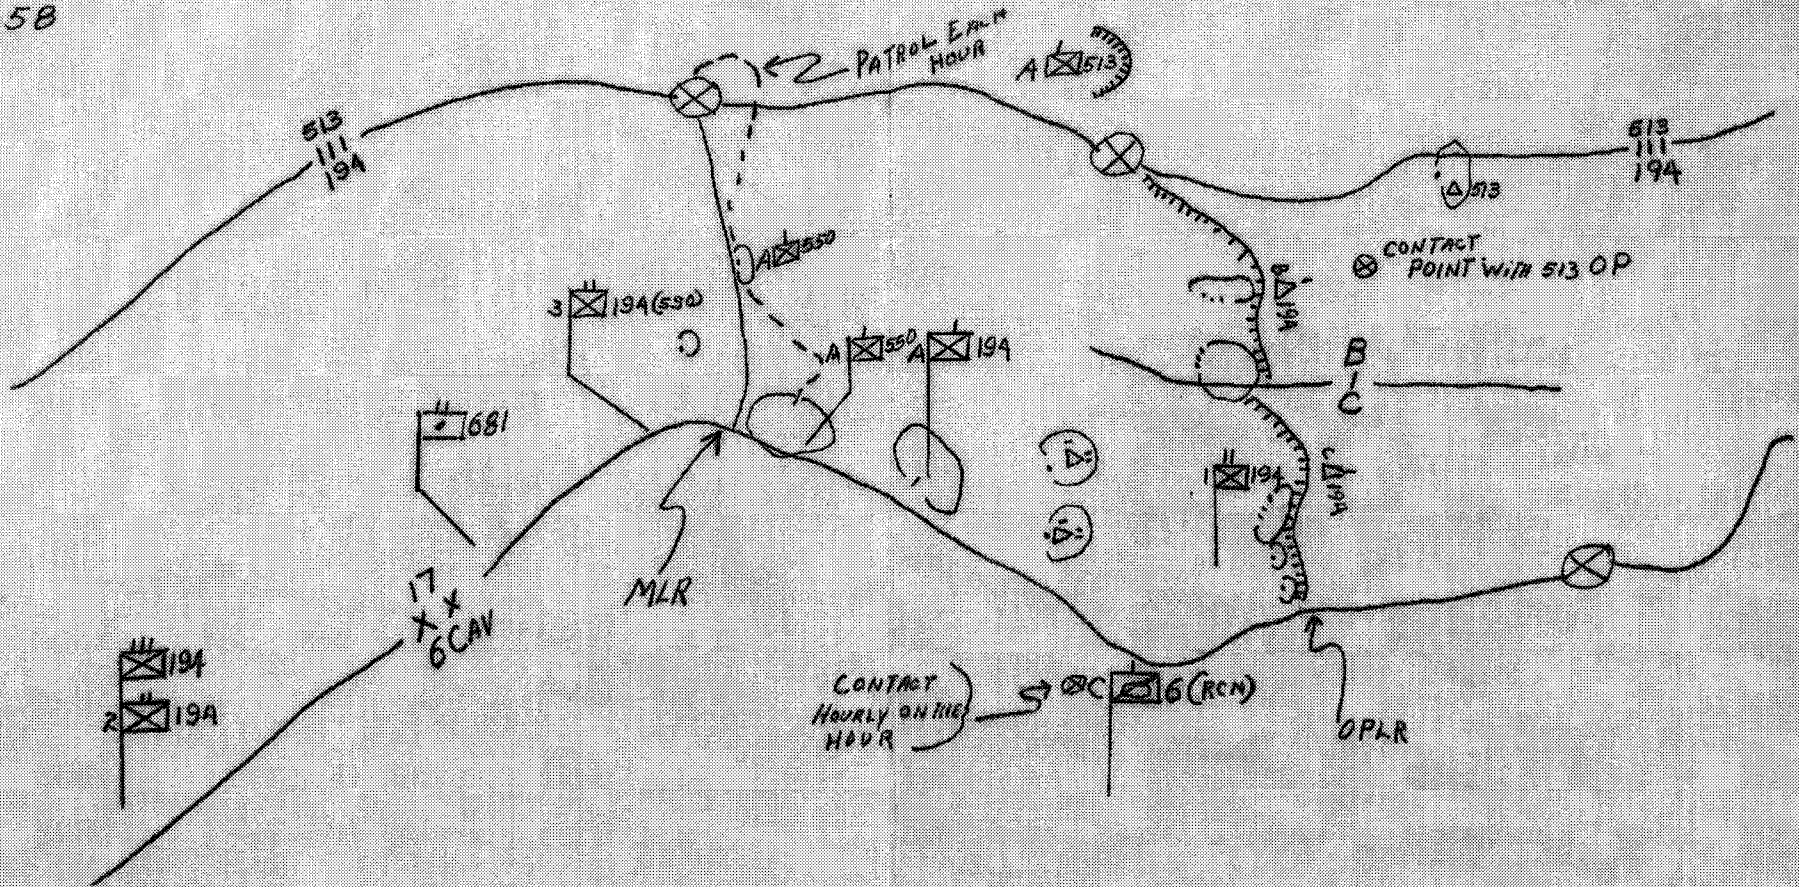 58
PATROL EACH
HOUR
A 513
513
194
513
194
513
CONTACT
POINT WITH 513 OP
A 550
3 194(550)
A 550
A 194
B 194
B
C
681
1 194
C 194
MLR
17
6 CAV
194
2 194
CONTACT
HOURLY ON THE
HOUR
C 6 (RCN)
OPLR